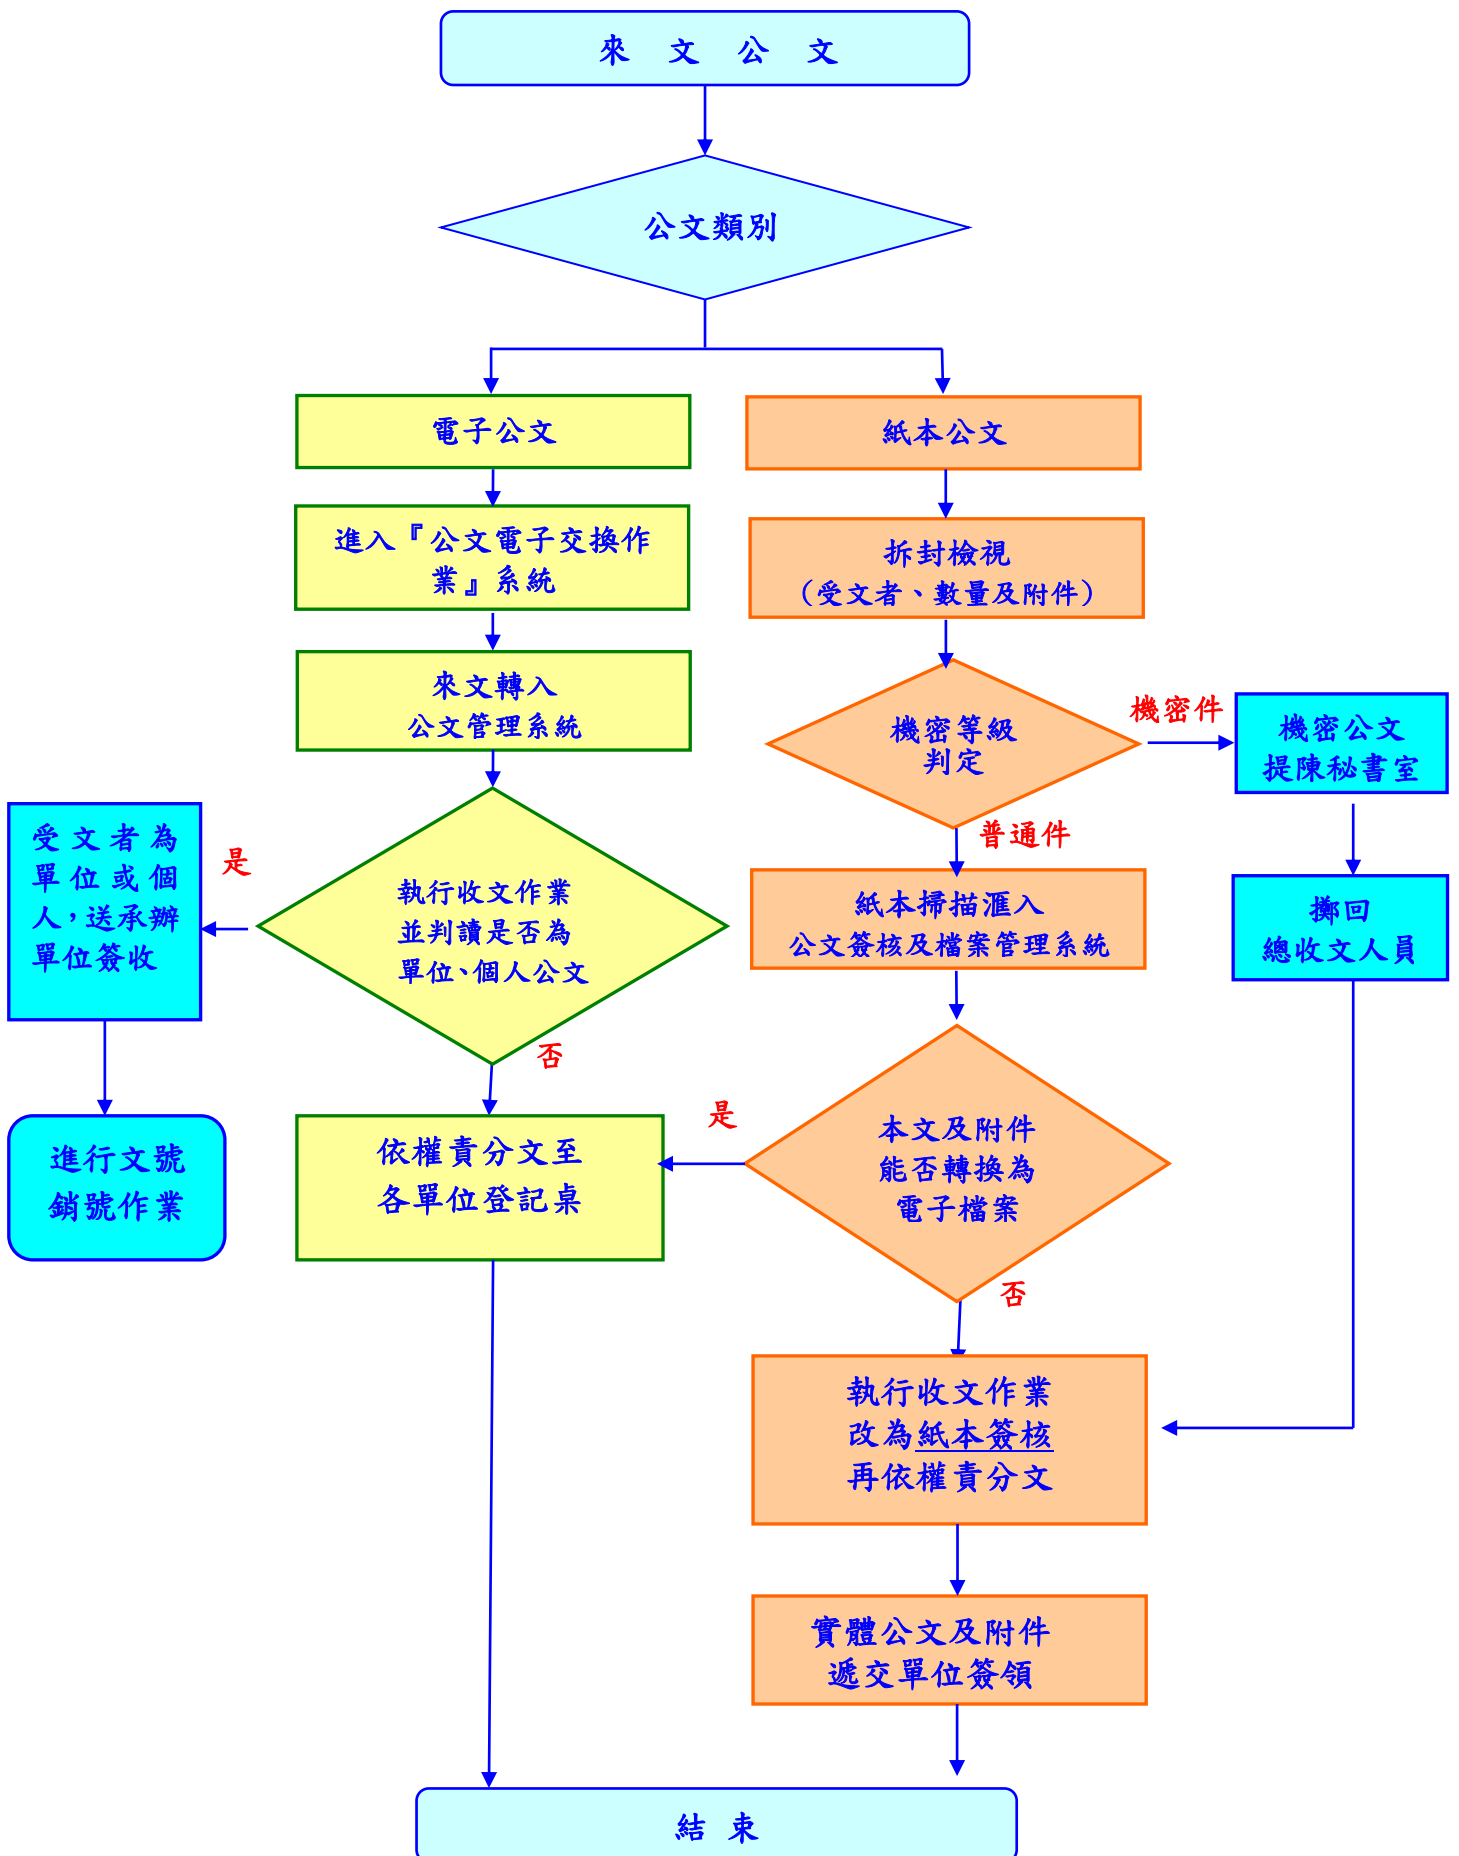 來 文 公 文
公文類別
電子公文
紙本公文
進入『公文電子交換作
業』系統
拆封檢視
（受文者、數量及附件）
來文轉入
公文管理系統
機密等級
判定
機密件
機密公文
提陳秘書室
普通件
受文者為
單位或個
人，送承辦
單位簽收
是
執行收文作業
並判讀是否為
單位、個人公文
否
紙本掃描滙入
公文簽核及檔案管理系統
擲回
總收文人員
進行文號
銷號作業
依權責分文至
各單位登記桌
是
本文及附件
能否轉換為
電子檔案
否
執行收文作業
改為紙本簽核
再依權責分文
實體公文及附件
遞交單位簽領
結 束